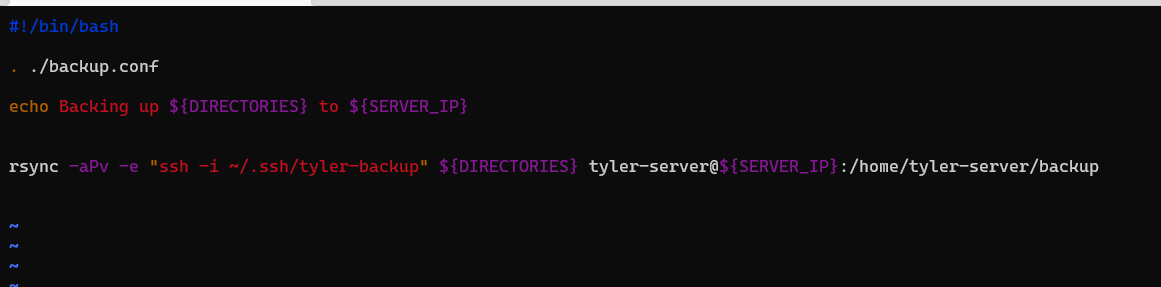 #!/bin/bash
. ./backup.conf
echo Backing up ${DIRECTORIES} to ${SERVER_IP}
rsync -aPv -e "ssh -i ~/.ssh/tyler-backup" ${DIRECTORIES} tyler-server@${SERVER_IP}:/home/tyler-server/backup
~
~
~
~